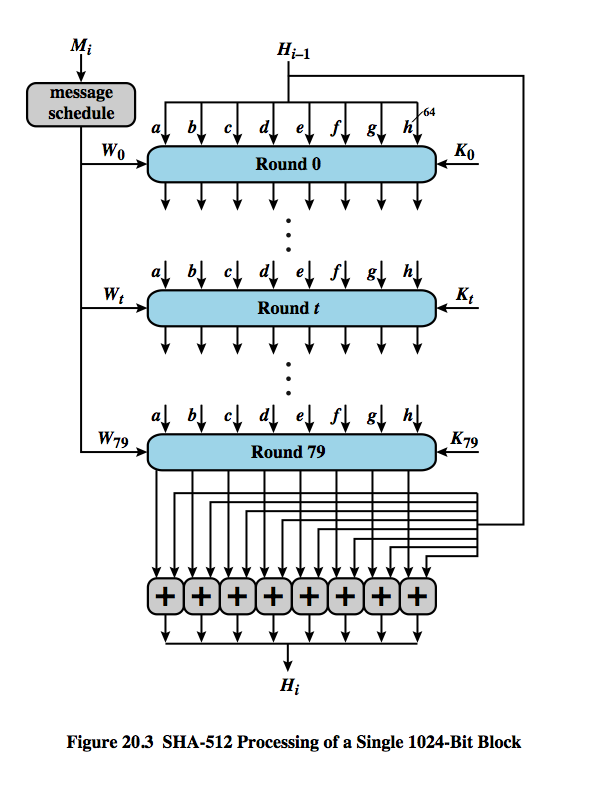 Mi Hi–1
message
schedule
64
a b c d e f g h
W0 Round 0 K0
a b c d e f g h
Wt Round t Kt
a b c d e f g h
W79 Round 79 K79
+ + + + + + + +
Hi
Figure 20.3 SHA-512 Processing of a Single 1024-Bit Block